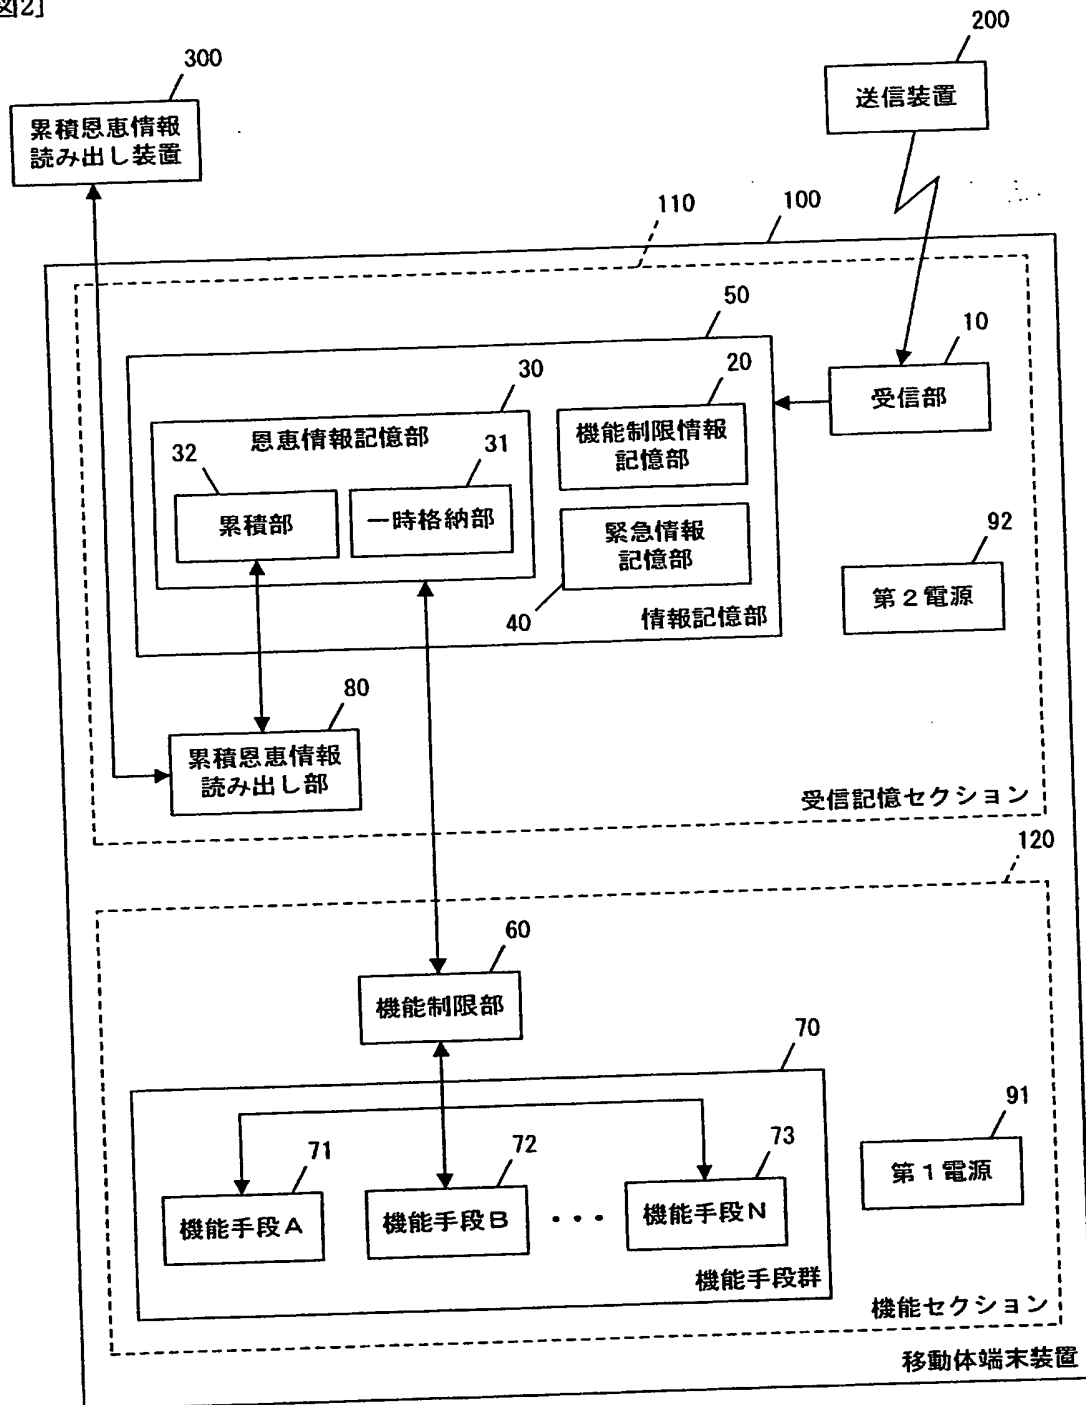 図2]
200
300
送信装置
累積恩恵情報
読み出し装置
110
100
50
10
30
20
受信部
恩恵情報記憶部
機能制限情報
記憶部
32
31
累積部
一時格納部
緊急情報
記憶部
92
第2電源
40
情報記憶部
80
累積恩恵情報
読み出し部
受信記憶セクション
120
60
機能制限部
70
91
71
72
73
第1電源
機能手段A
機能手段B
・・・
機能手段N
機能手段群
機能セクション
移動体端末装置